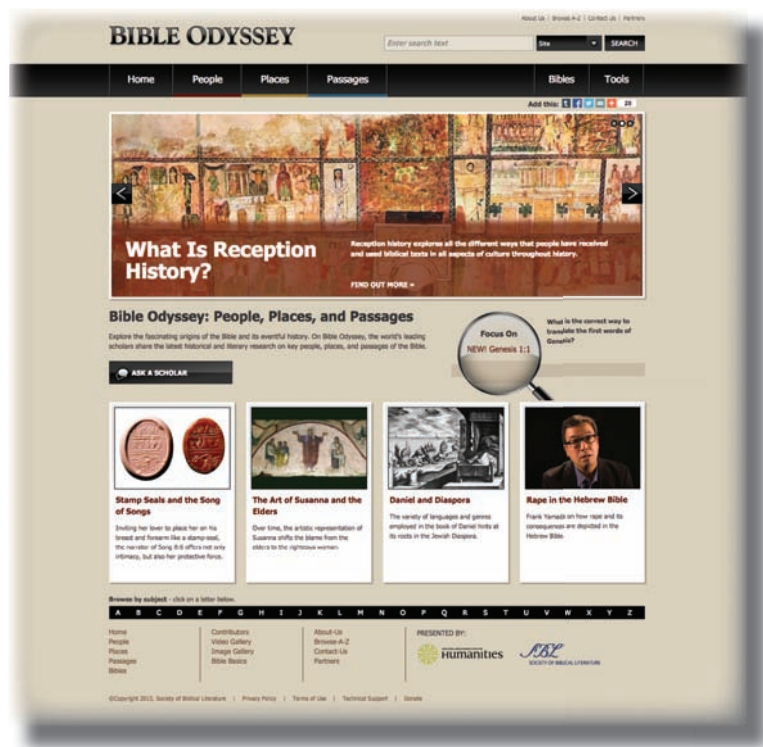 About Us | Browse A-Z | Contact Us | Partners
BIBLE ODYSSEY
Enter search text
Site
SEARCH
Home People Places Passages Bibles Tools
Add this: 20
What Is Reception
History?
Reception history explores all the different ways that people have received
and used biblical texts in all aspects of culture throughout history.
FIND OUT MORE »
Bible Odyssey: People, Places, and Passages
Explore the fascinating origins of the Bible and its eventful history. On Bible Odyssey, the world's leading
scholars share the latest historical and literary research on key people, places, and passages of the Bible.
ASK A SCHOLAR
Focus On
NEW! Genesis 1:1
What is the correct way to
translate the first words of
Genesis?
Stamp Seals and the Song
of Songs
Inviting her lover to place her on his
breast and forearm like a stamp-seal,
the narrator of Song 8:6 offers not only
intimacy, but also her protective force.
The Art of Susanna and the
Elders
Over time, the artistic representation of
Susanna shifts the blame from the
elders to the righteous women.
Daniel and Diaspora
The variety of languages and genres
employed in the book of Daniel hints at
its roots in the Jewish Diaspora.
Rape in the Hebrew Bible
Frank Yamada on how rape and its
consequences are depicted in the
Hebrew Bible.
Browse by subject - click on a letter below.
A B C D E F G H I J K L M N O P Q R S T U V W X Y Z
Home
People
Places
Passages
Bibles
Contributors
Video Gallery
Image Gallery
Bible Basics
About-Us
Browse-A-Z
Contact-Us
Partners
PRESENTED BY:
HUMANITIES
SBL
SOCIETY OF BIBLICAL LITERATURE
©Copyright 2013, Society of Biblical Literature | Privacy Policy | Terms of Use | Technical Support | Donate